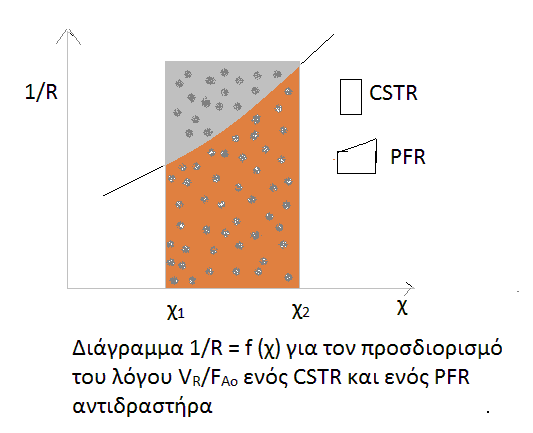 1/R
CSTR
PFR
χ1
χ2
χ
Διάγραμμα 1/R = f (χ) για τον προσδιορισμό
του λόγου VR/FAo ενός CSTR και ενός PFR
αντιδραστήρα